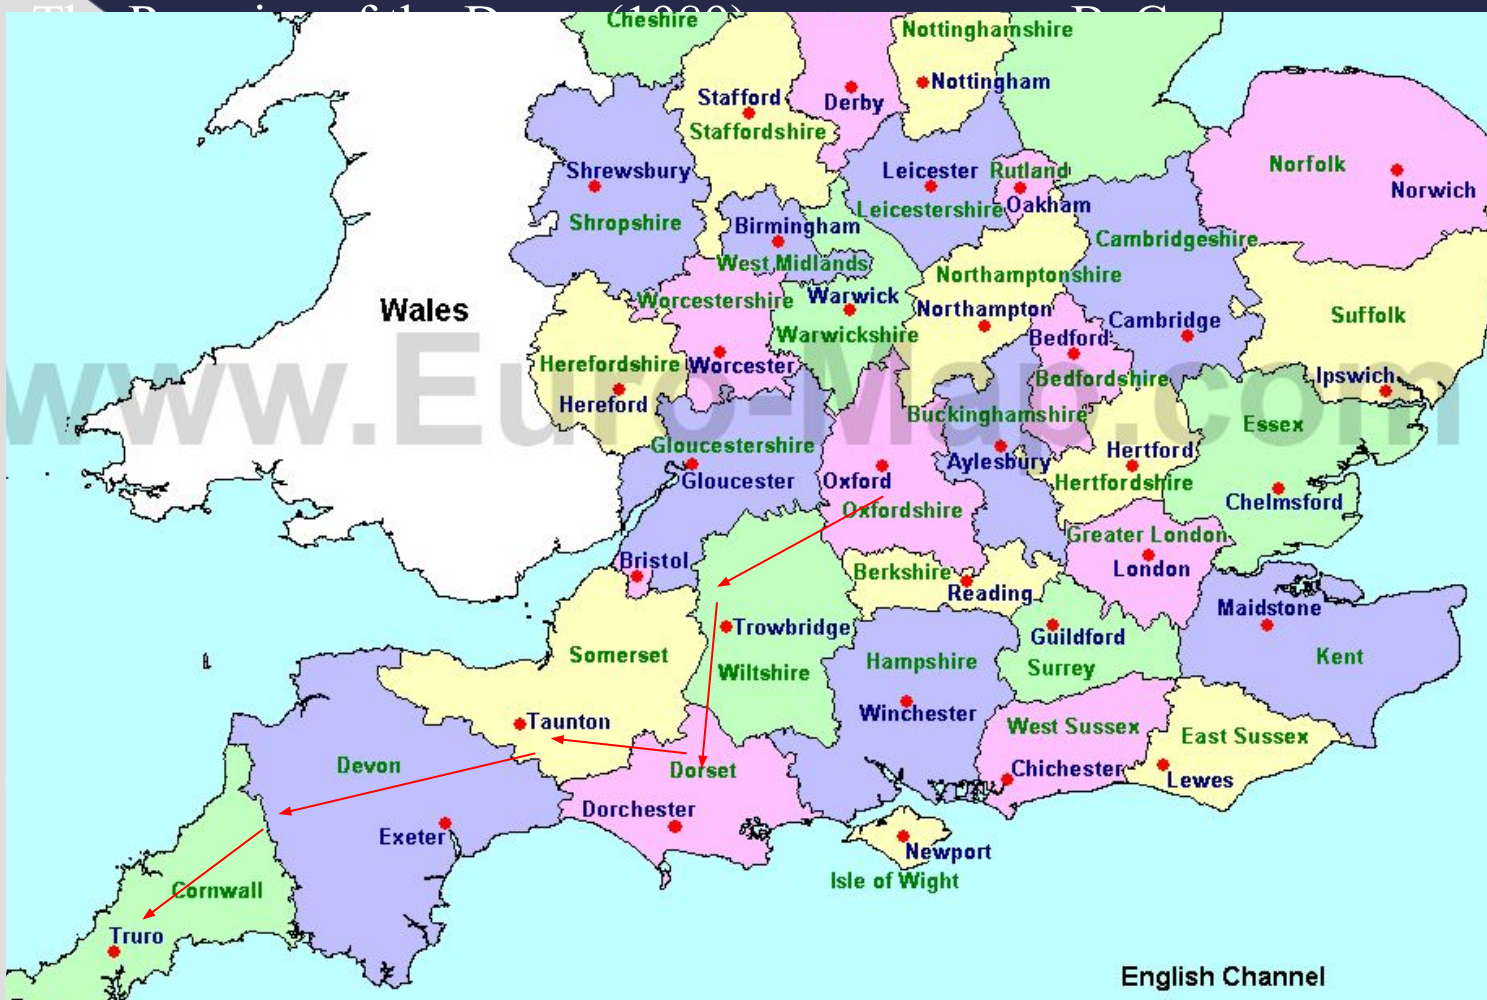 Cheshire
Nottinghamshire
Nottingham
Stafford
Derby
Staffordshire
Norfolk
Norwich
Shrewsbury
Leicester
Rutland
Oakham
Leicestershire
Shropshire
Birmingham
Cambridgeshire
West Midlands
Northamptonshire
Wales
Worcestershire
Warwick
Northampton
Suffolk
Cambridge
Warwickshire
Bedford
Herefordshire
Worcester
Bedfordshire
Ipswich
www.Euro-Map.com
Hereford
Buckinghamshire
Essex
Gloucestershire
Hertford
Aylesbury
Gloucester
Oxford
Hertfordshire
Chelmsford
Oxfordshire
Greater London
Bristol
Berkshire
London
Reading
Maidstone
Trowbridge
Guildford
Somerset
Hampshire
Surrey
Kent
Wiltshire
Winchester
Taunton
West Sussex
East Sussex
Devon
Dorset
Chichester
Lewes
Dorchester
Exeter
Newport
Isle of Wight
Cornwall
Truro
English Channel